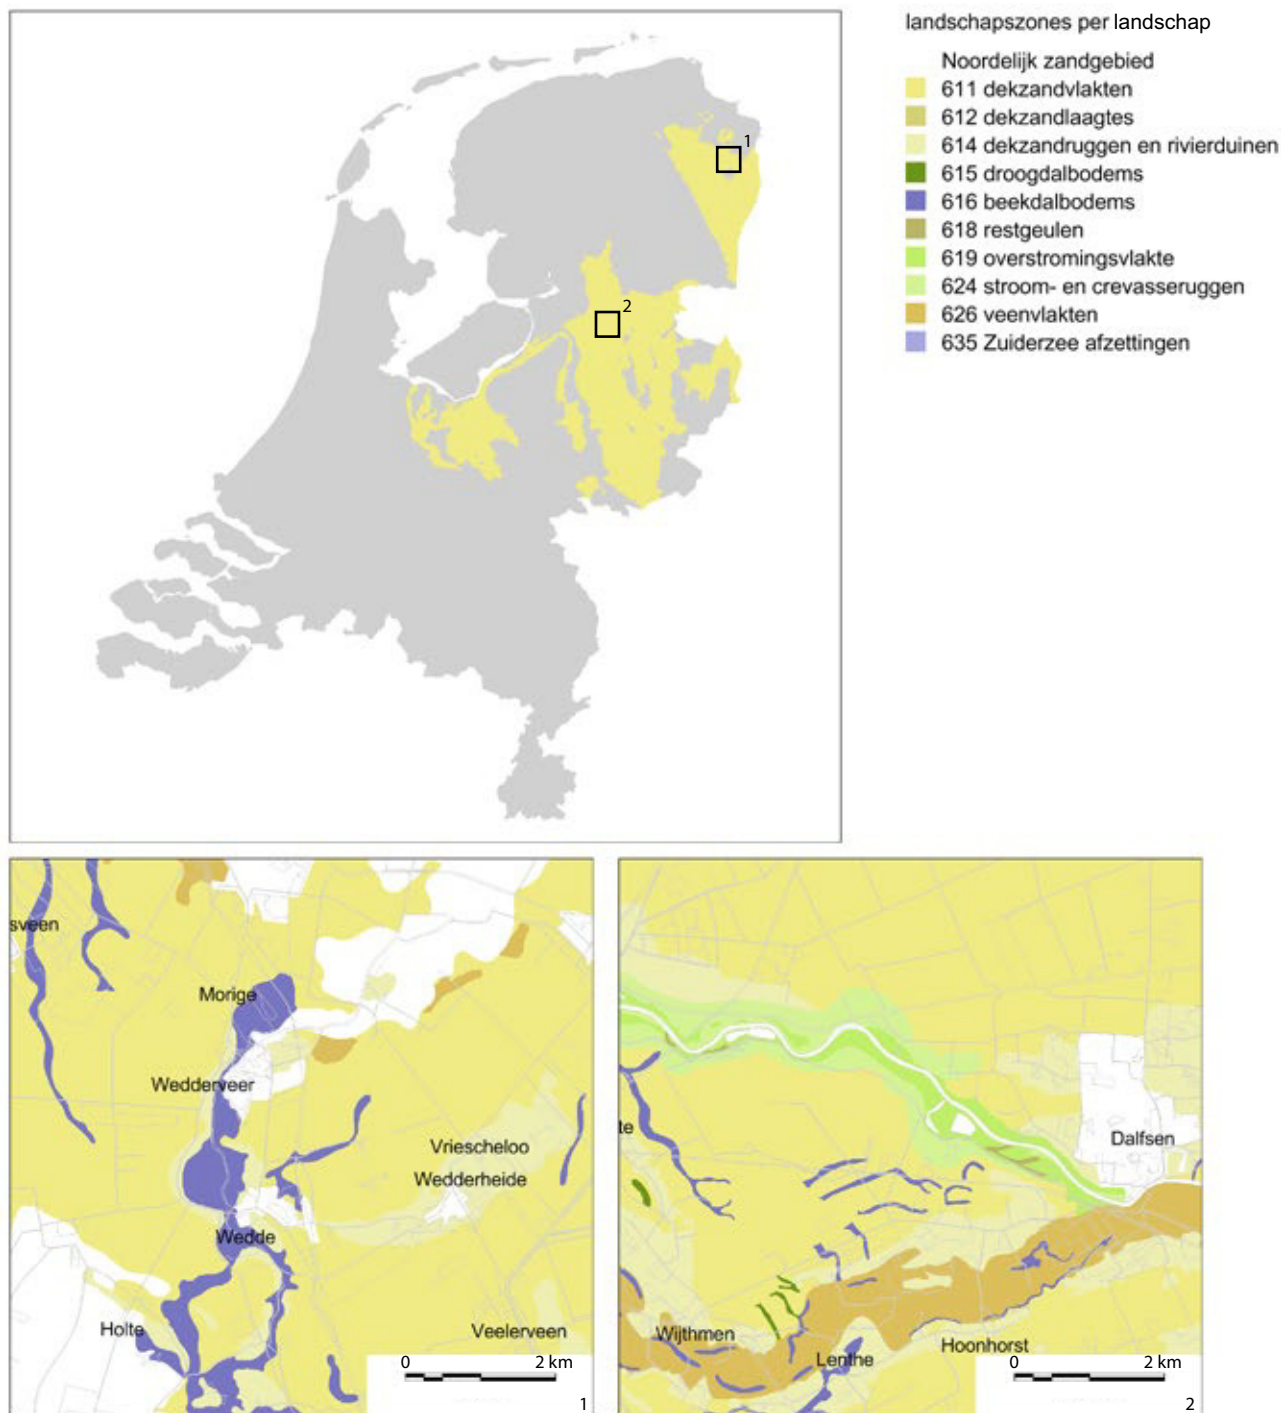 landschapszones per landschap
Noordelijk zandgebied
611 dekzandvlakten
612 dekzandlaagtes
614 dekzandruggen en rivierduinen
615 droogdalbodems
616 beekdalbodems
618 restgeulen
619 overstromingsvlakte
624 stroom- en crevasseruggen
626 veenvlakten
635 Zuiderzee afzettingen
1
2
sveen
Morige
Wedderveer
Vriescheloo
Wedderheide
Wedde
Holte
Veelerveen
0 2 km
1
te
Dalfsen
Wijthmen
Lenthe
Hoonhorst
0 2 km
2